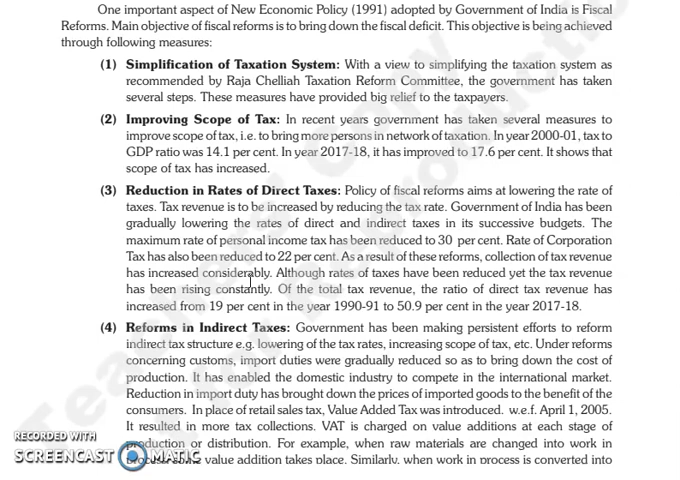 One important aspect of New Economic Policy (1991) adopted by Government of India is Fiscal
Reforms. Main objective of fiscal reforms is to bring down the fiscal deficit. This objective is being achieved
through following measures:
(1) Simplification of Taxation System: With a view to simplifying the taxation system as
recommended by Raja Chelliah Taxation Reform Committee, the government has taken
several steps. These measures have provided big relief to the taxpayers.
(2) Improving Scope of Tax: In recent years government has taken several measures to
improve scope of tax, i.e. to bring more persons in network of taxation. In year 2000-01, tax to
GDP ratio was 14.1 per cent. In year 2017-18, it has improved to 17.6 per cent. It shows that
scope of tax has increased.
(3) Reduction in Rates of Direct Taxes: Policy of fiscal reforms aims at lowering the rate of
taxes. Tax revenue is to be increased by reducing the tax rate. Government of India has been
gradually lowering the rates of direct and indirect taxes in its successive budgets. The
maximum rate of personal income tax has been reduced to 30 per cent. Rate of Corporation
Tax has also been reduced to 22 per cent. As a result of these reforms, collection of tax revenue
has increased considerably. Although rates of taxes have been reduced yet the tax revenue
has been rising constantly. Of the total tax revenue, the ratio of direct tax revenue has
increased from 19 per cent in the year 1990-91 to 50.9 per cent in the year 2017-18.
(4) Reforms in Indirect Taxes: Government has been making persistent efforts to reform
indirect tax structure e.g. lowering of the tax rates, increasing scope of tax, etc. Under reforms
concerning customs, import duties were gradually reduced so as to bring down the cost of
production. It has enabled the domestic industry to compete in the international market.
Reduction in import duty has brought down the prices of imported goods to the benefit of the
consumers. In place of retail sales tax, Value Added Tax was introduced. w.e.f. April 1, 2005.
It resulted in more tax collections. VAT is charged on value additions at each stage of
production or distribution. For example, when raw materials are changed into work in
value addition takes place. Similarly, when work in process is converted into
RECORDED WITH
SCREENCAST MATIC